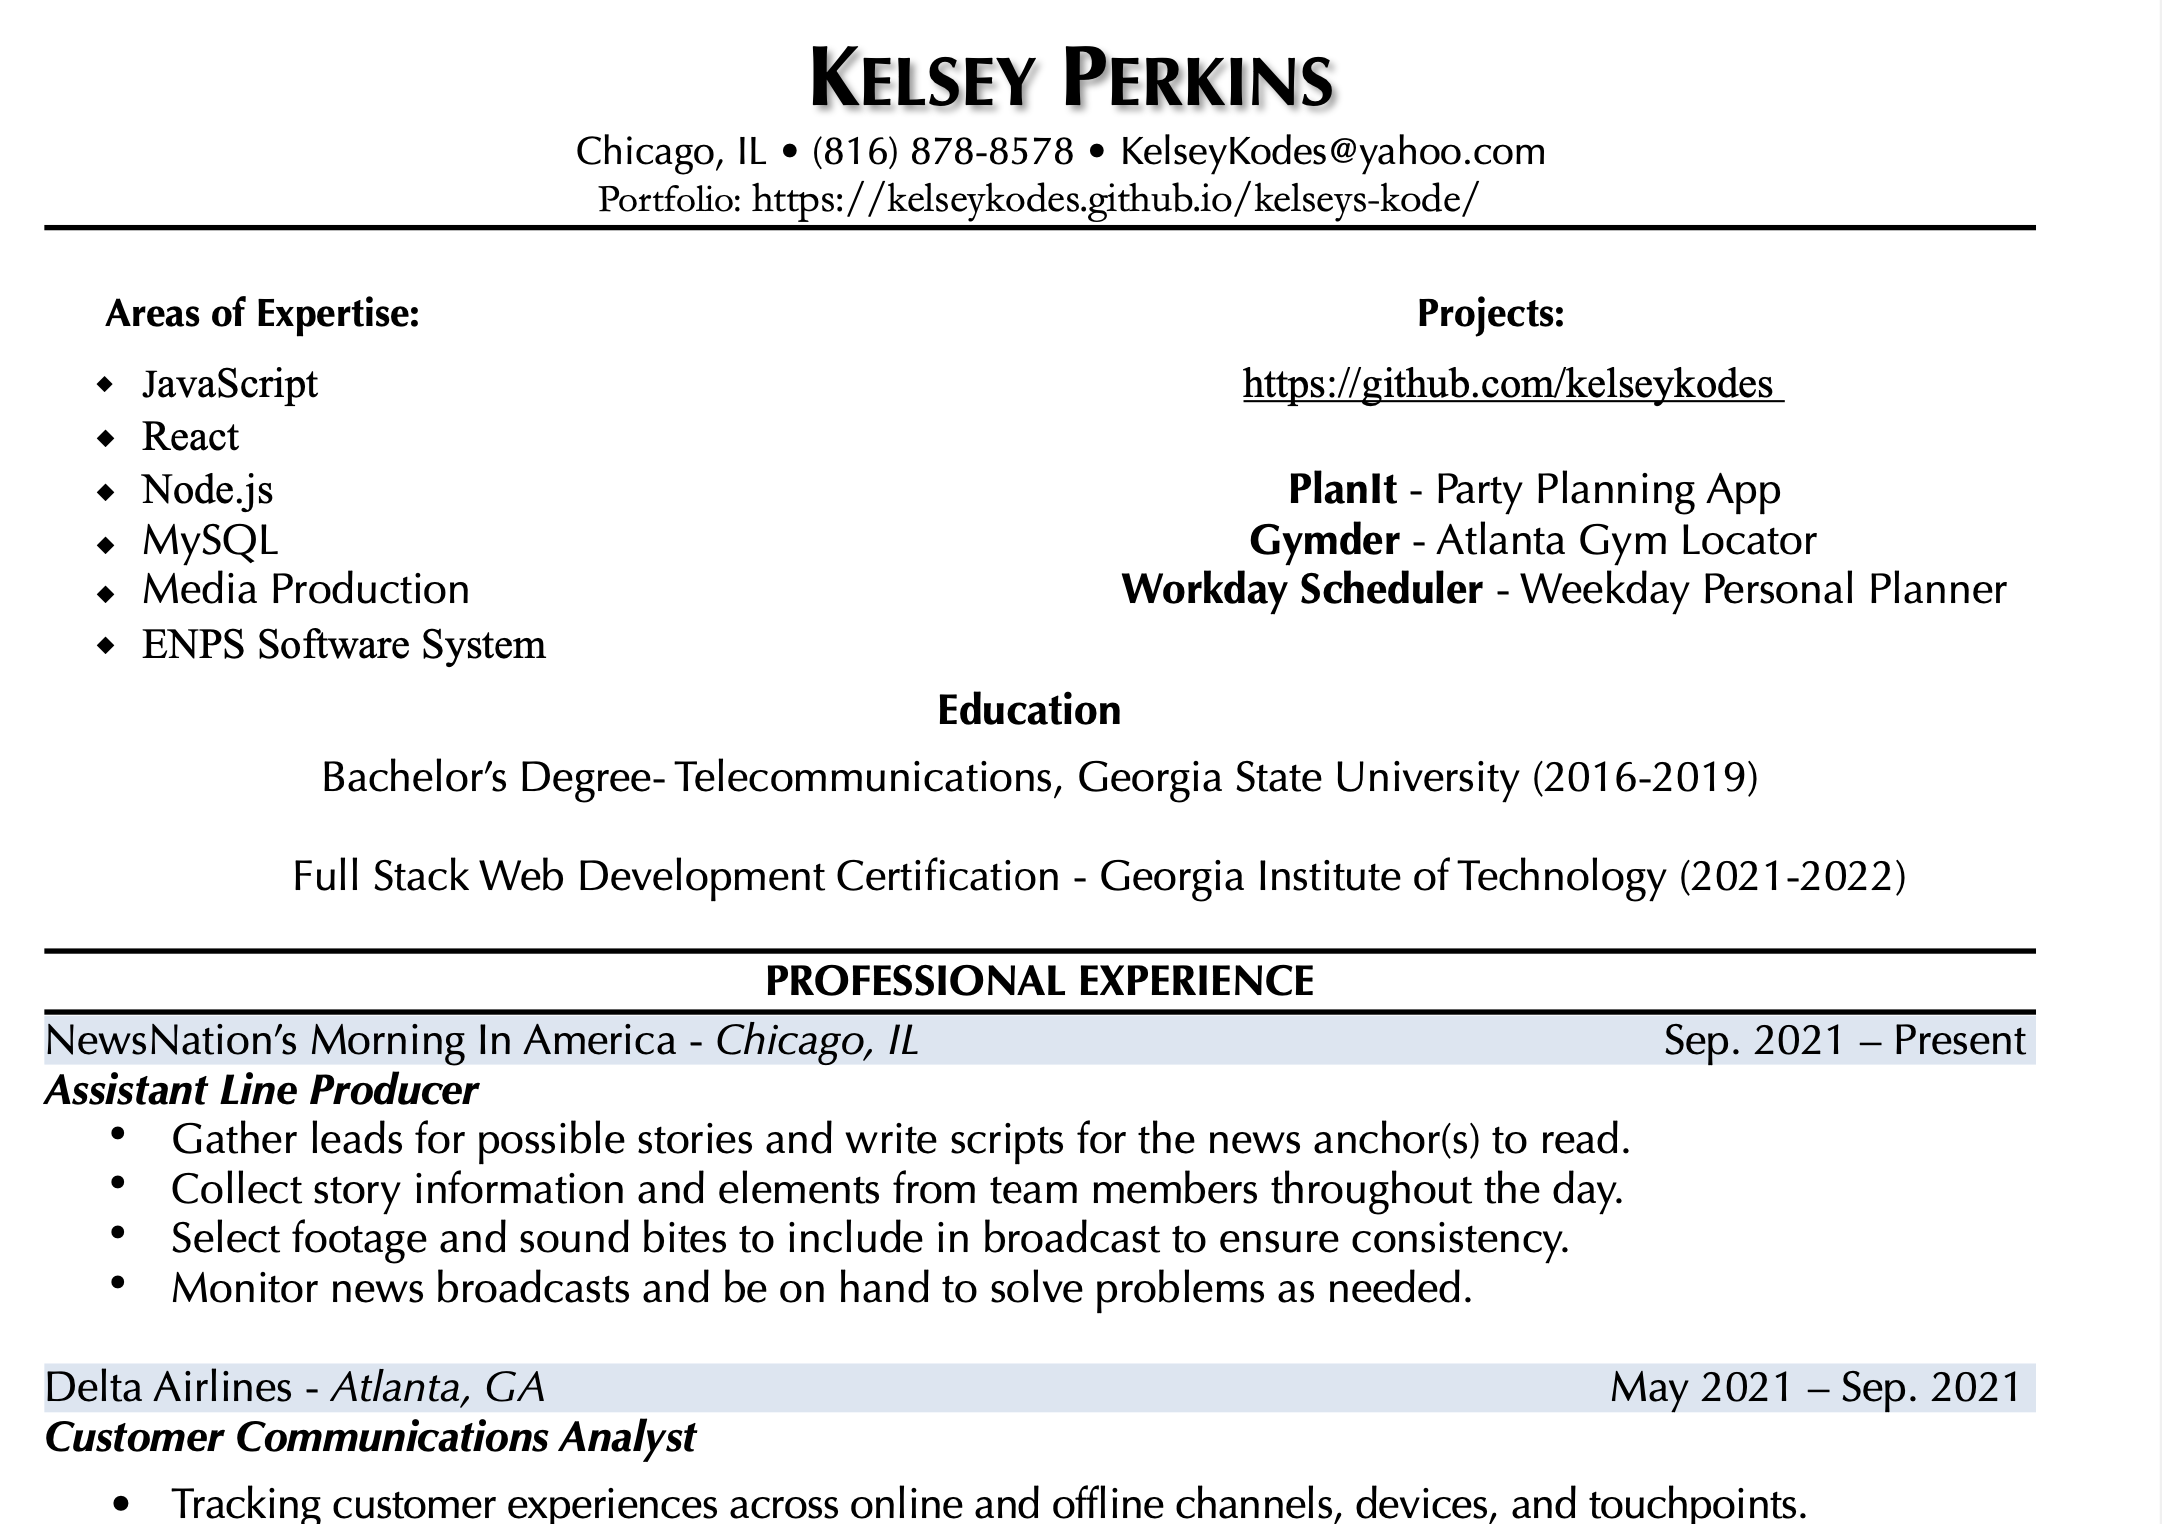 KELSEY PERKINS
Chicago, IL • (816) 878-8578 • KelseyKodes@yahoo.com
Portfolio: https://kelseykodes.github.io/kelseys-kode/
Areas of Expertise:
◆ JavaScript
◆ React
◆ Node.js
◆ MySQL
◆ Media Production
◆ ENPS Software System
Projects:
https://github.com/kelseykodes
PlanIt - Party Planning App
Gymder - Atlanta Gym Locator
Workday Scheduler - Weekday Personal Planner
Education
Bachelor’s Degree- Telecommunications, Georgia State University (2016-2019)
Full Stack Web Development Certification - Georgia Institute of Technology (2021-2022)
PROFESSIONAL EXPERIENCE
NewsNation’s Morning In America - Chicago, IL Sep. 2021 – Present
Assistant Line Producer
• Gather leads for possible stories and write scripts for the news anchor(s) to read.
• Collect story information and elements from team members throughout the day.
• Select footage and sound bites to include in broadcast to ensure consistency.
• Monitor news broadcasts and be on hand to solve problems as needed.
Delta Airlines - Atlanta, GA May 2021 – Sep. 2021
Customer Communications Analyst
• Tracking customer experiences across online and offline channels, devices, and touchpoints.